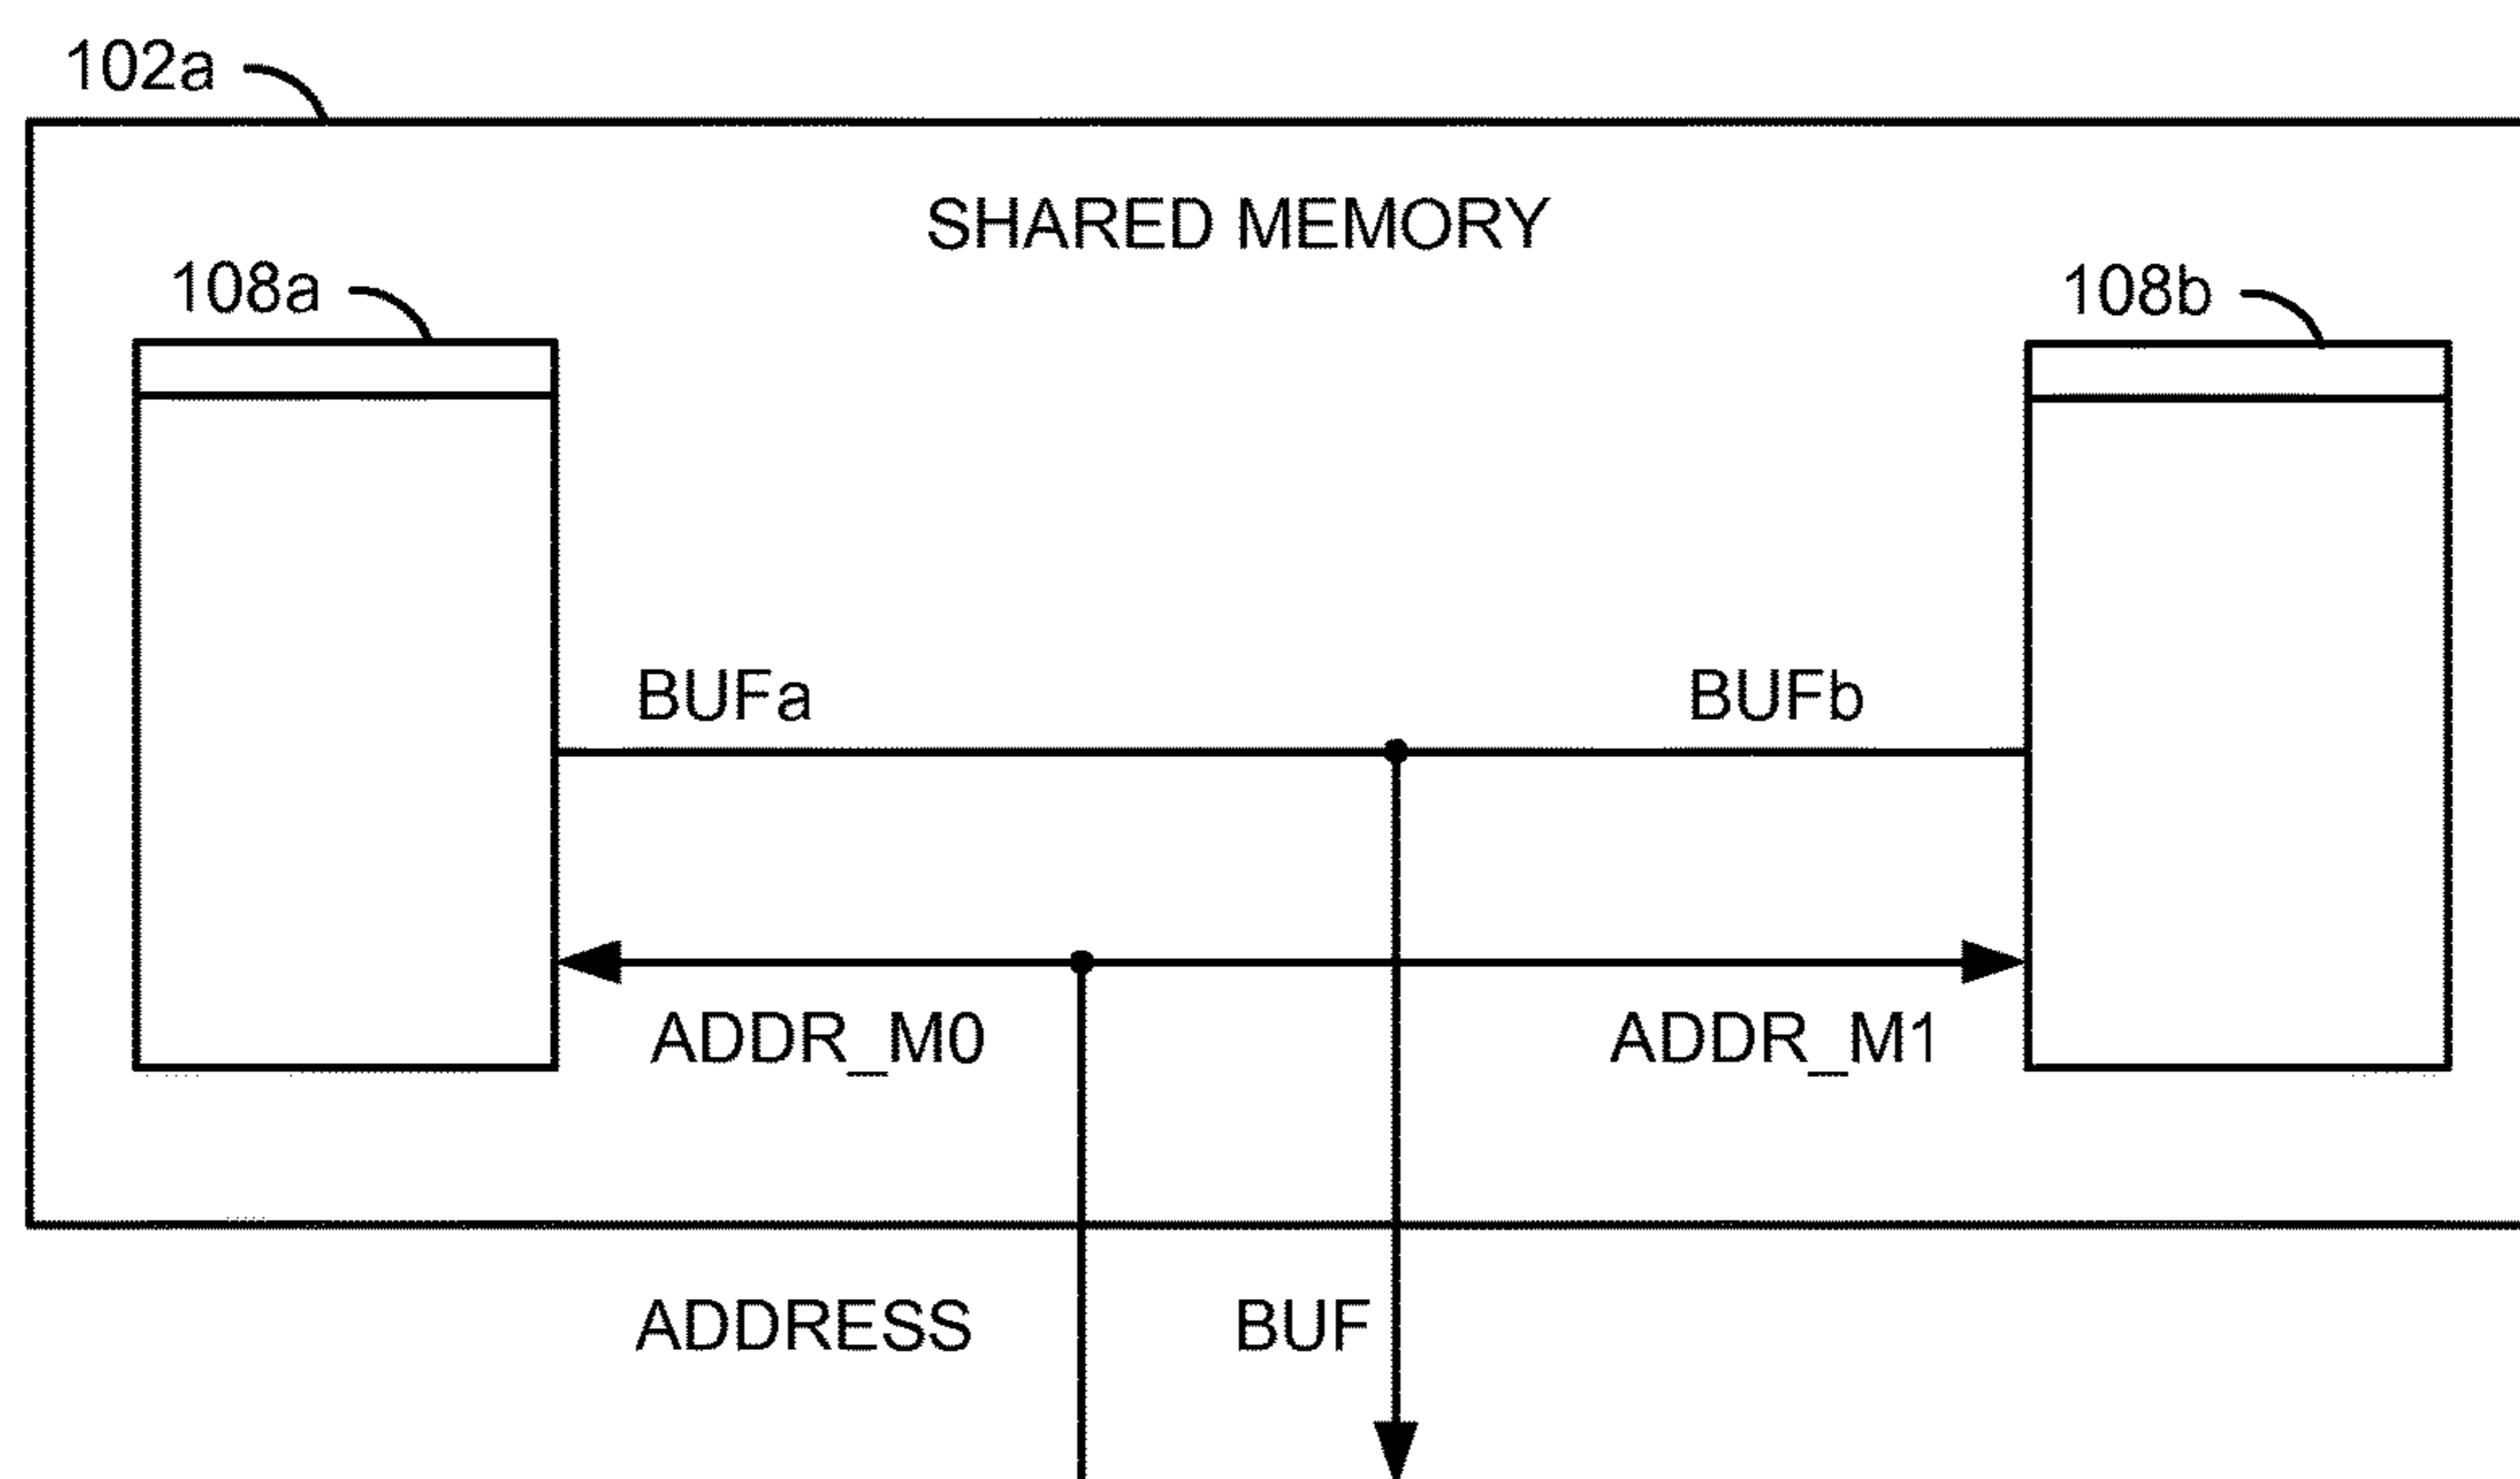 102a
SHARED MEMORY
108a
108b
BUFa
BUFb
ADDR_M0
ADDR_M1
ADDRESS
BUF